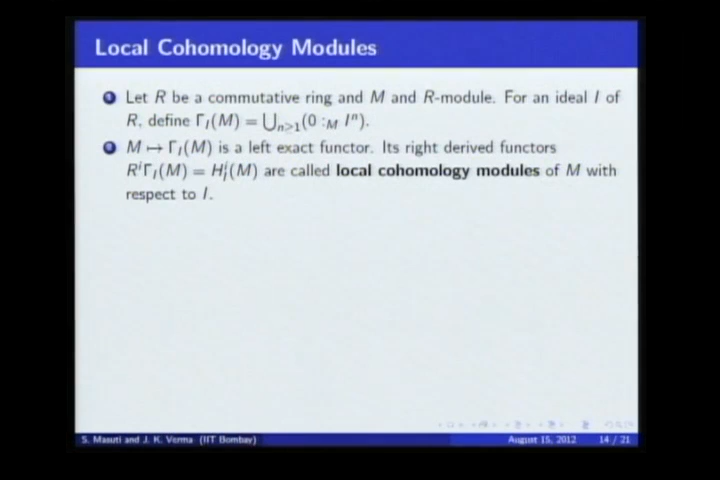 Local Cohomology Modules
1 Let R be a commutative ring and M and R-module. For an ideal I of
R, define Γ_I(M) = ⋃_{n≥1}(0 :_M I^n).
2 M ↦ Γ_I(M) is a left exact functor. Its right derived functors
R^iΓ_I(M) = H^i_I(M) are called local cohomology modules of M with
respect to I.
S. Masuti and J. K. Verma (IIT Bombay) August 15, 2012 14 / 21